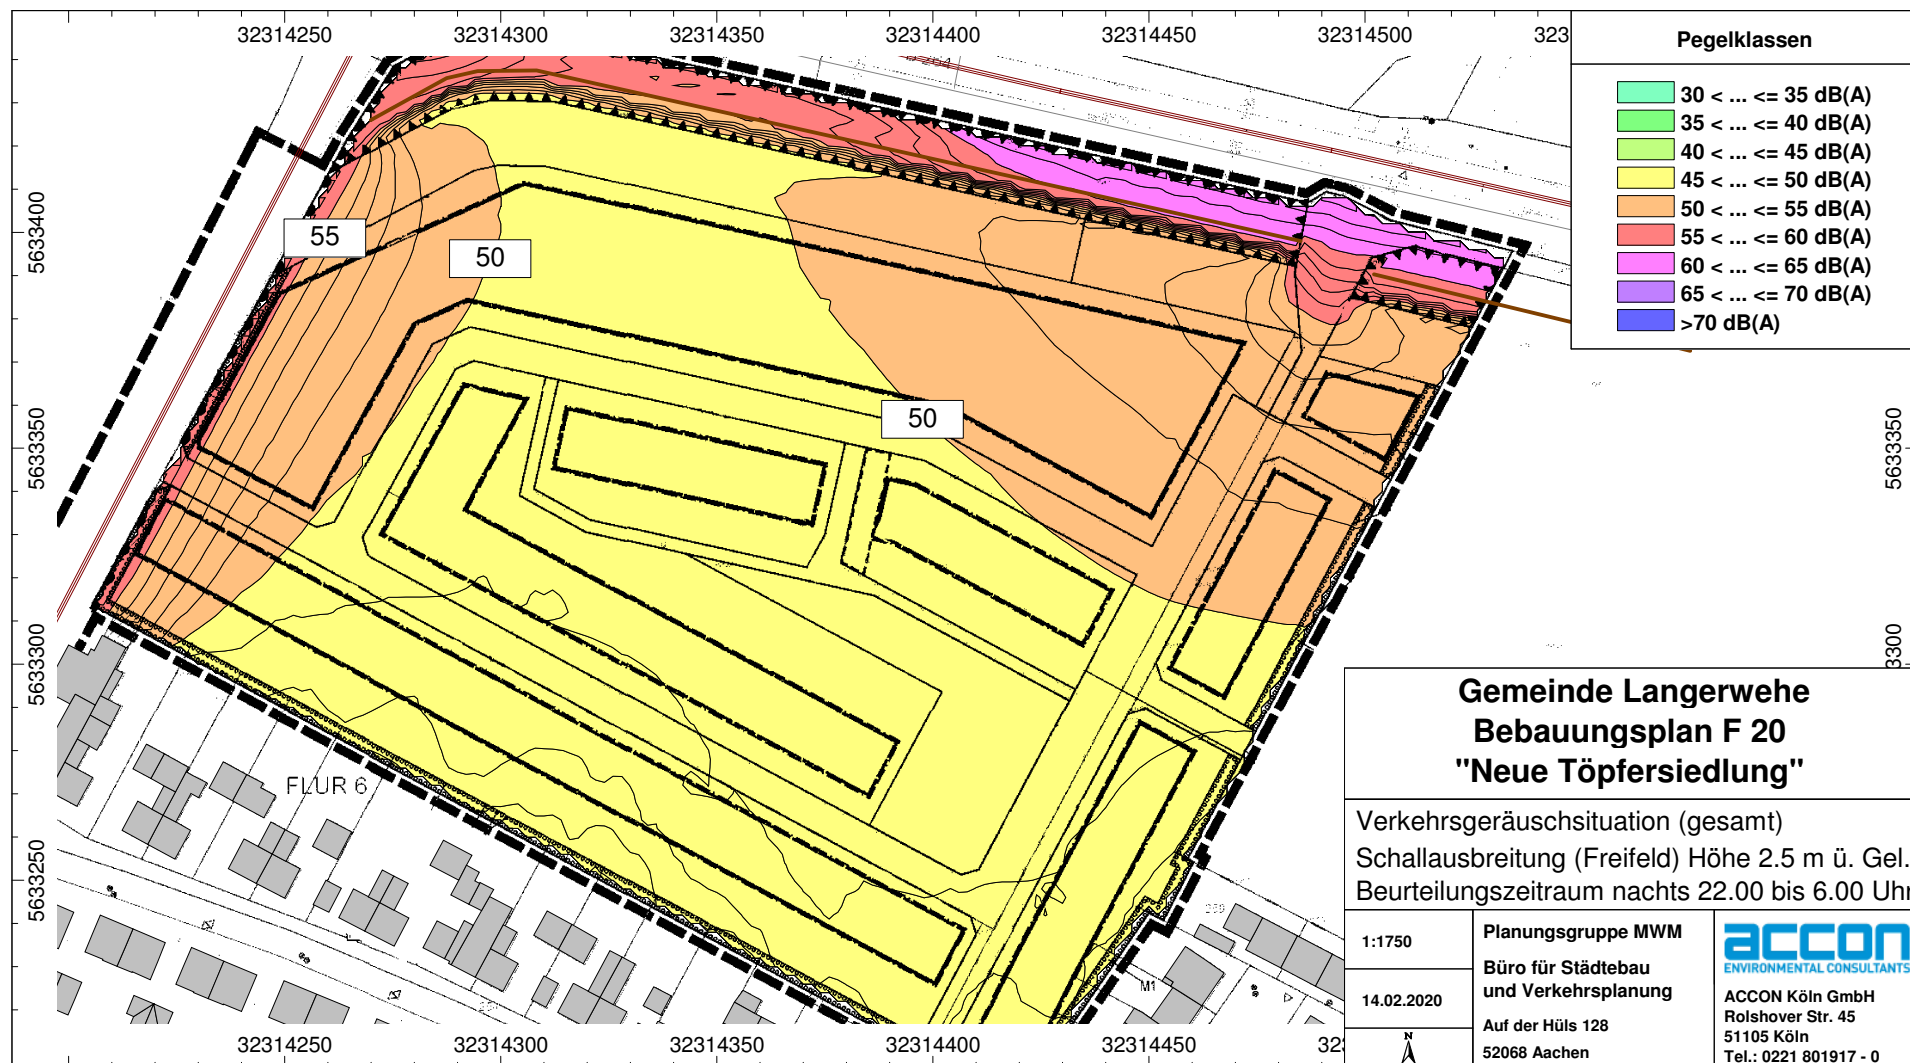 32314250 32314300 32314350 32314400 32314450 32314500 323
Pegelklassen
30 < ... <= 35 dB(A)
35 < ... <= 40 dB(A)
40 < ... <= 45 dB(A)
45 < ... <= 50 dB(A)
50 < ... <= 55 dB(A)
55 < ... <= 60 dB(A)
60 < ... <= 65 dB(A)
65 < ... <= 70 dB(A)
>70 dB(A)
5633400
55
50
50
5633350
5633350
5633300
3300
5633250
FLUR 6
M1
Gemeinde Langerwehe
Bebauungsplan F 20
"Neue Töpfersiedlung"
Verkehrsgeräuschsituation (gesamt)
Schallausbreitung (Freifeld) Höhe 2.5 m ü. Gel.
Beurteilungszeitraum nachts 22.00 bis 6.00 Uhr
1:1750
14.02.2020
N
Planungsgruppe MWM
Büro für Städtebau
und Verkehrsplanung
Auf der Hüls 128
52068 Aachen
accon
ENVIRONMENTAL CONSULTANTS
ACCON Köln GmbH
Rolshover Str. 45
51105 Köln
Tel.: 0221 801917 - 0
32314250 32314300 32314350 32314400 32314450 32